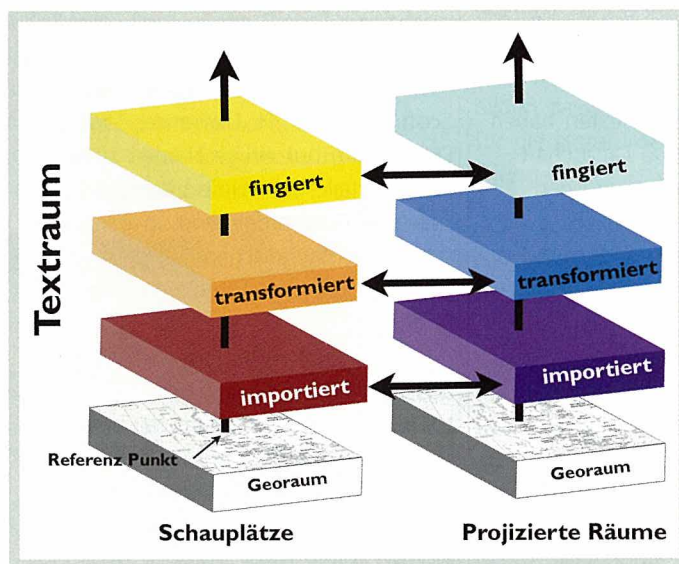 Textraum
fingiert
fingiert
transformiert
transformiert
importiert
importiert
Referenz Punkt
Georaum
Georaum
Schauplätze
Projizierte Räume